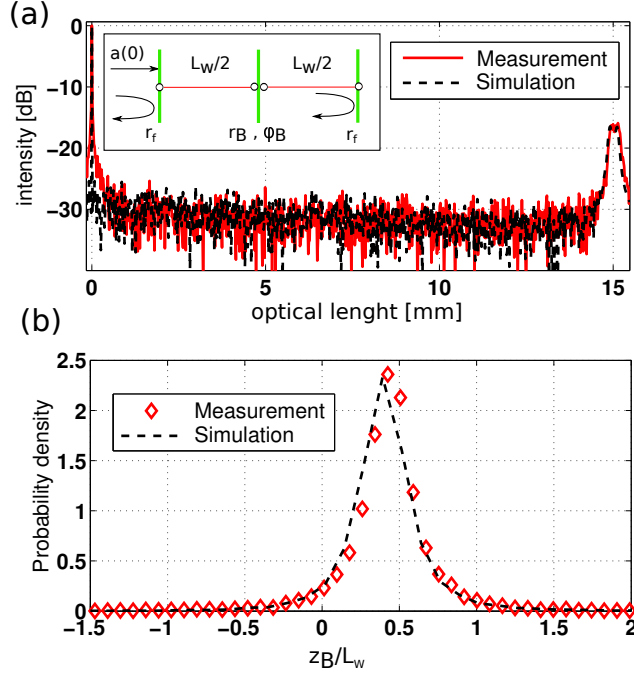 (a)
0
−10
−20
−30
intensity [dB]
a(0)
L_w/2
L_w/2
r_f
r_B , φ_B
r_f
Measurement
Simulation
0
5
10
15
optical lenght [mm]
(b)
2.5
2
1.5
1
0.5
0
Probability density
Measurement
Simulation
−1.5
−1
−0.5
0
0.5
1
1.5
2
z_B/L_w